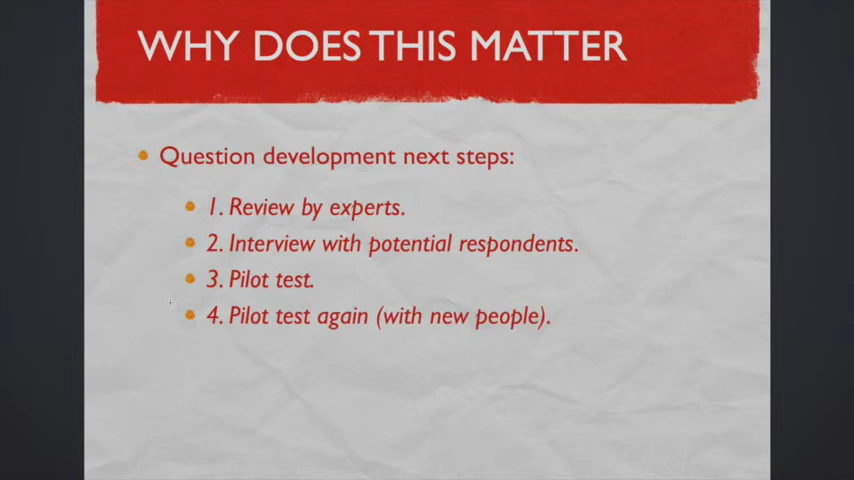 WHY DOES THIS MATTER
Question development next steps:
1. Review by experts.
2. Interview with potential respondents.
3. Pilot test.
4. Pilot test again (with new people).